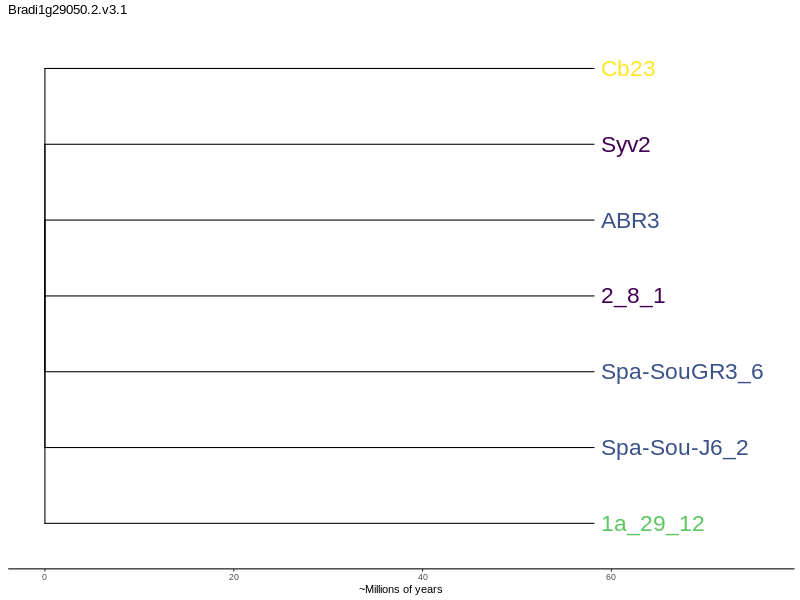 Bradi1g29050.2.v3.1
Cb23
Syv2
ABR3
2_8_1
Spa-SouGR3_6
Spa-Sou-J6_2
1a_29_12
0 20 40 60
~Millions of years